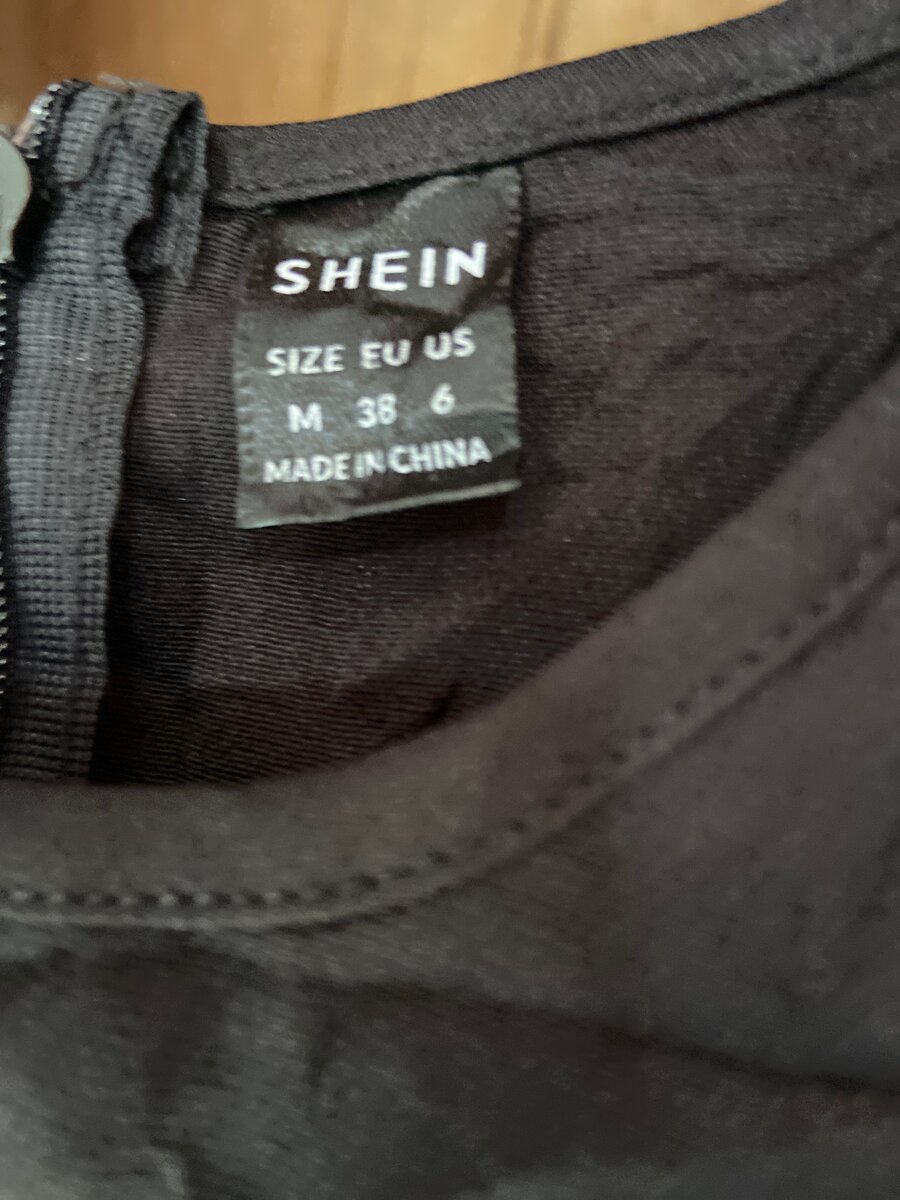 SHEIN
SIZE EU US
M 38 6
MADE IN CHINA